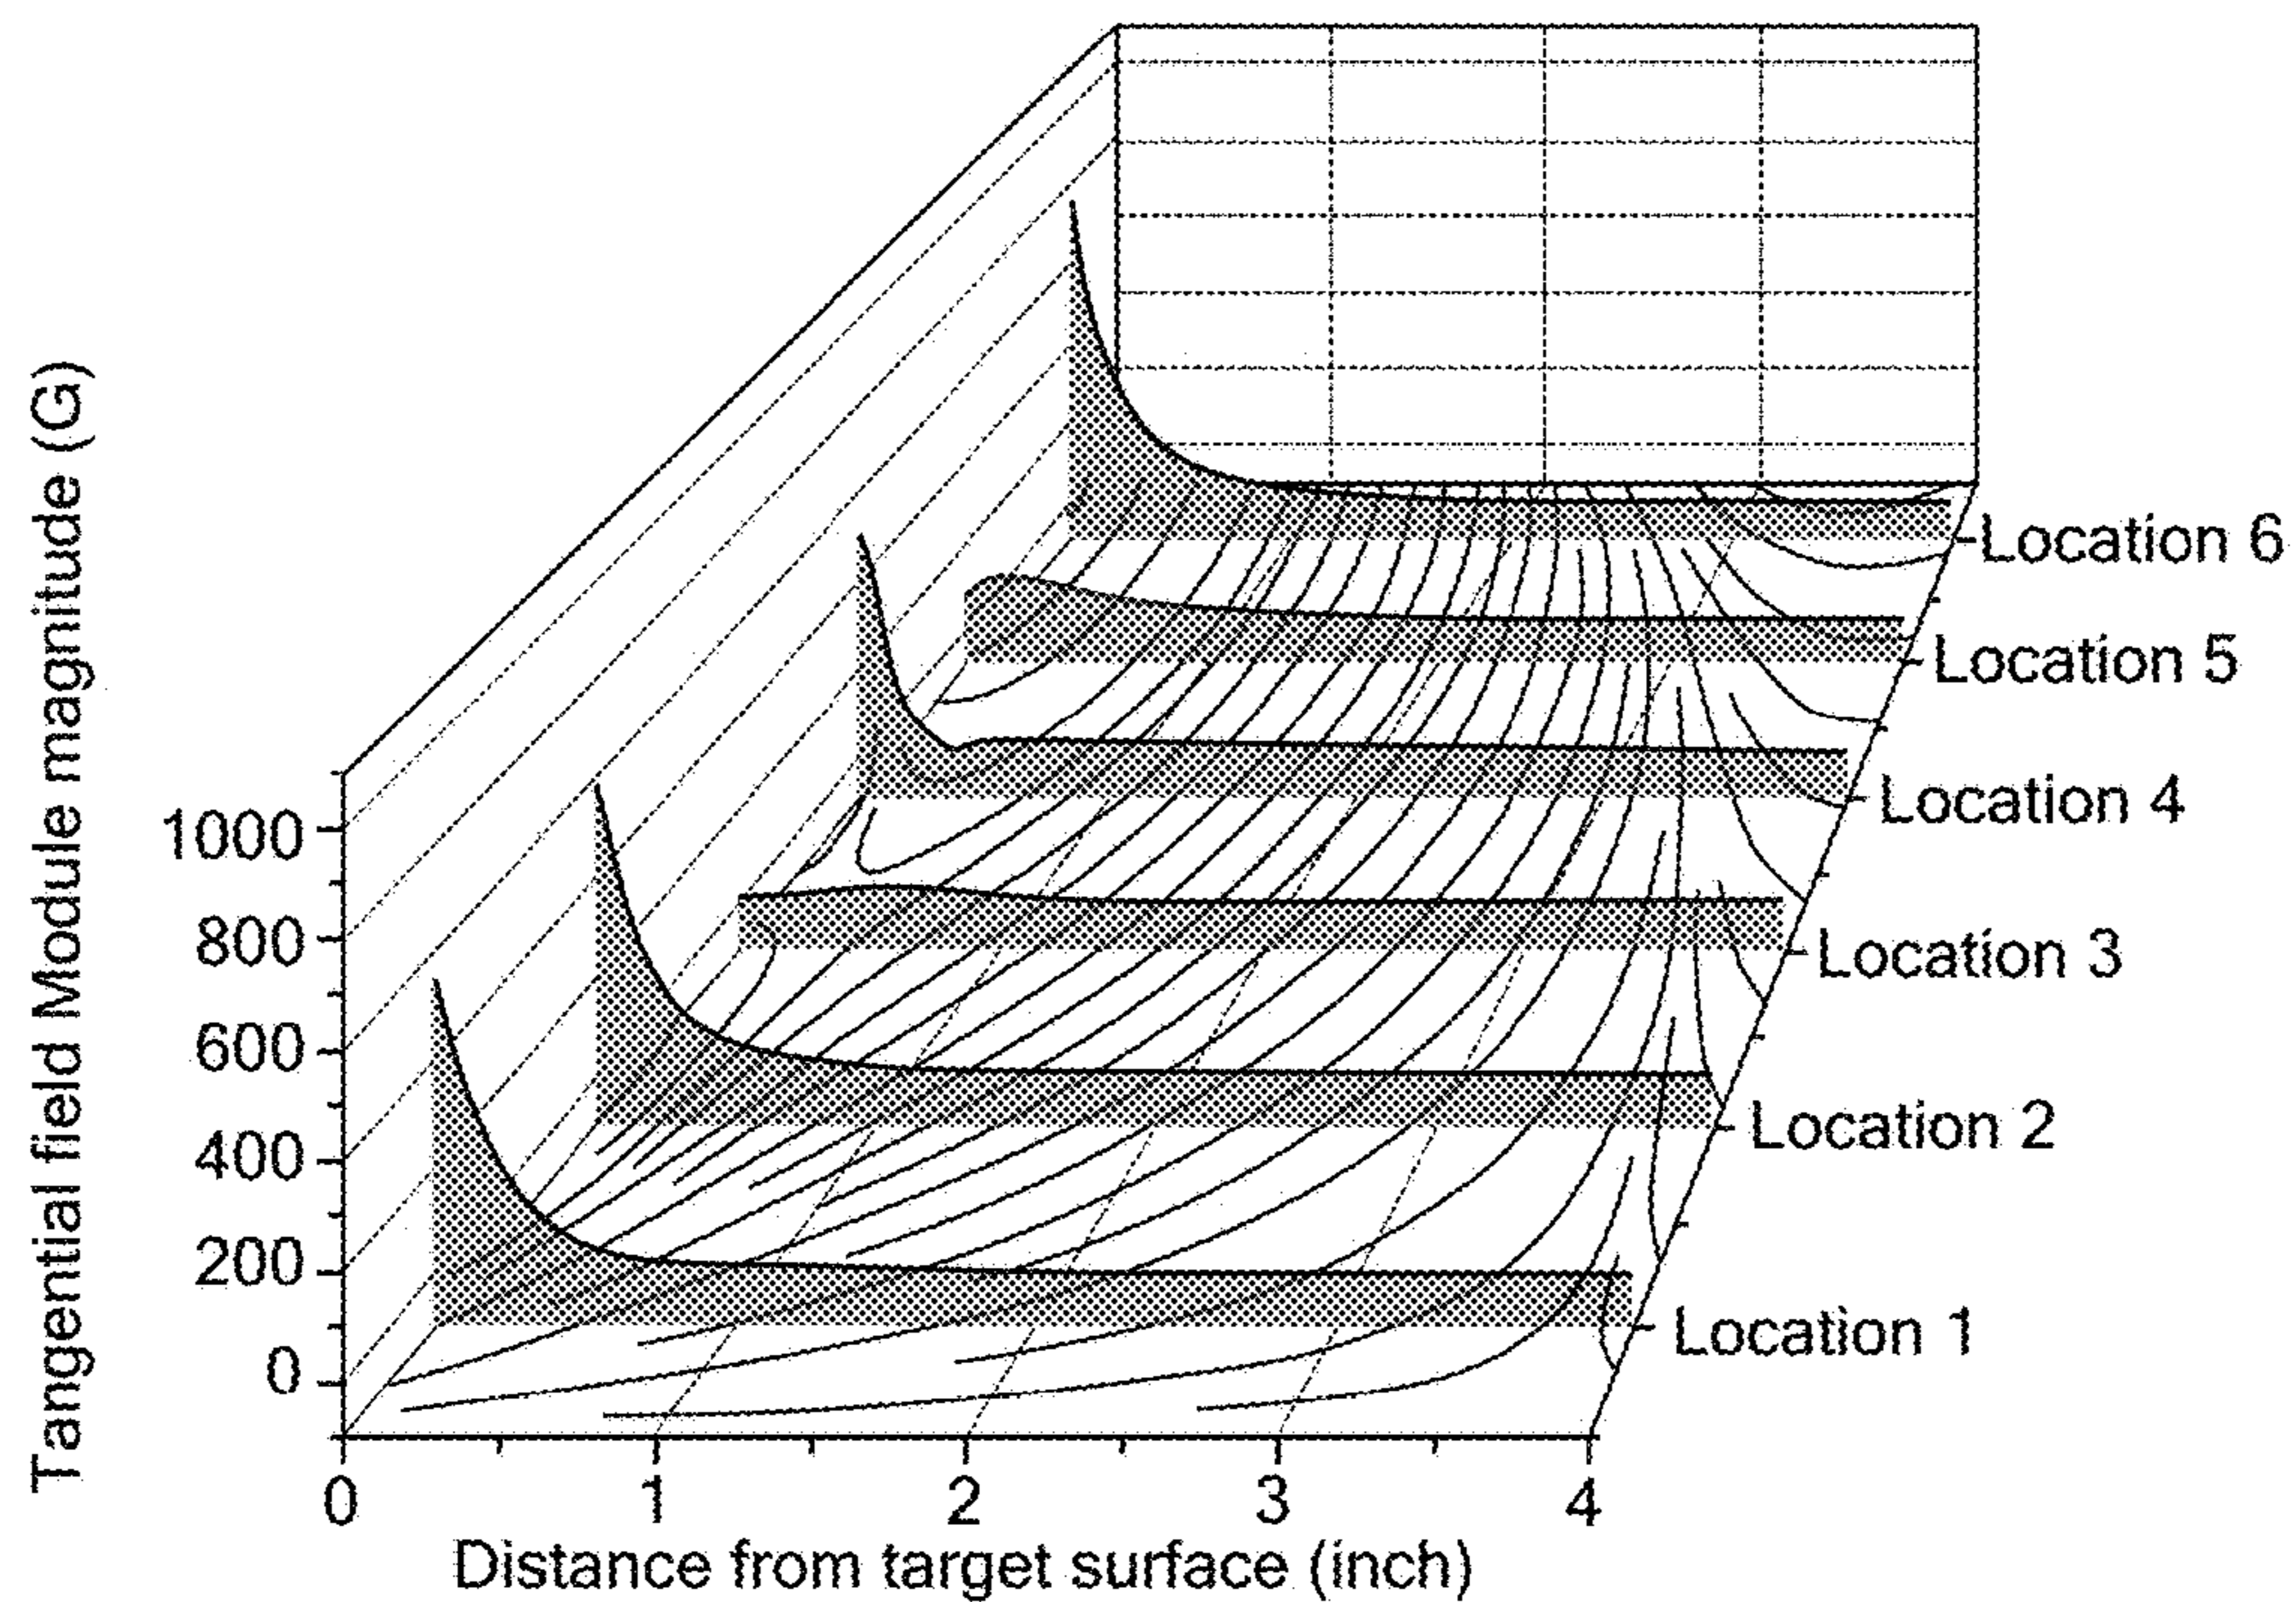 Tangential field Module magnitude (G)
1000
800
600
400
200
0
0 1 2 3 4
Distance from target surface (inch)
Location 6
Location 5
Location 4
Location 3
Location 2
Location 1